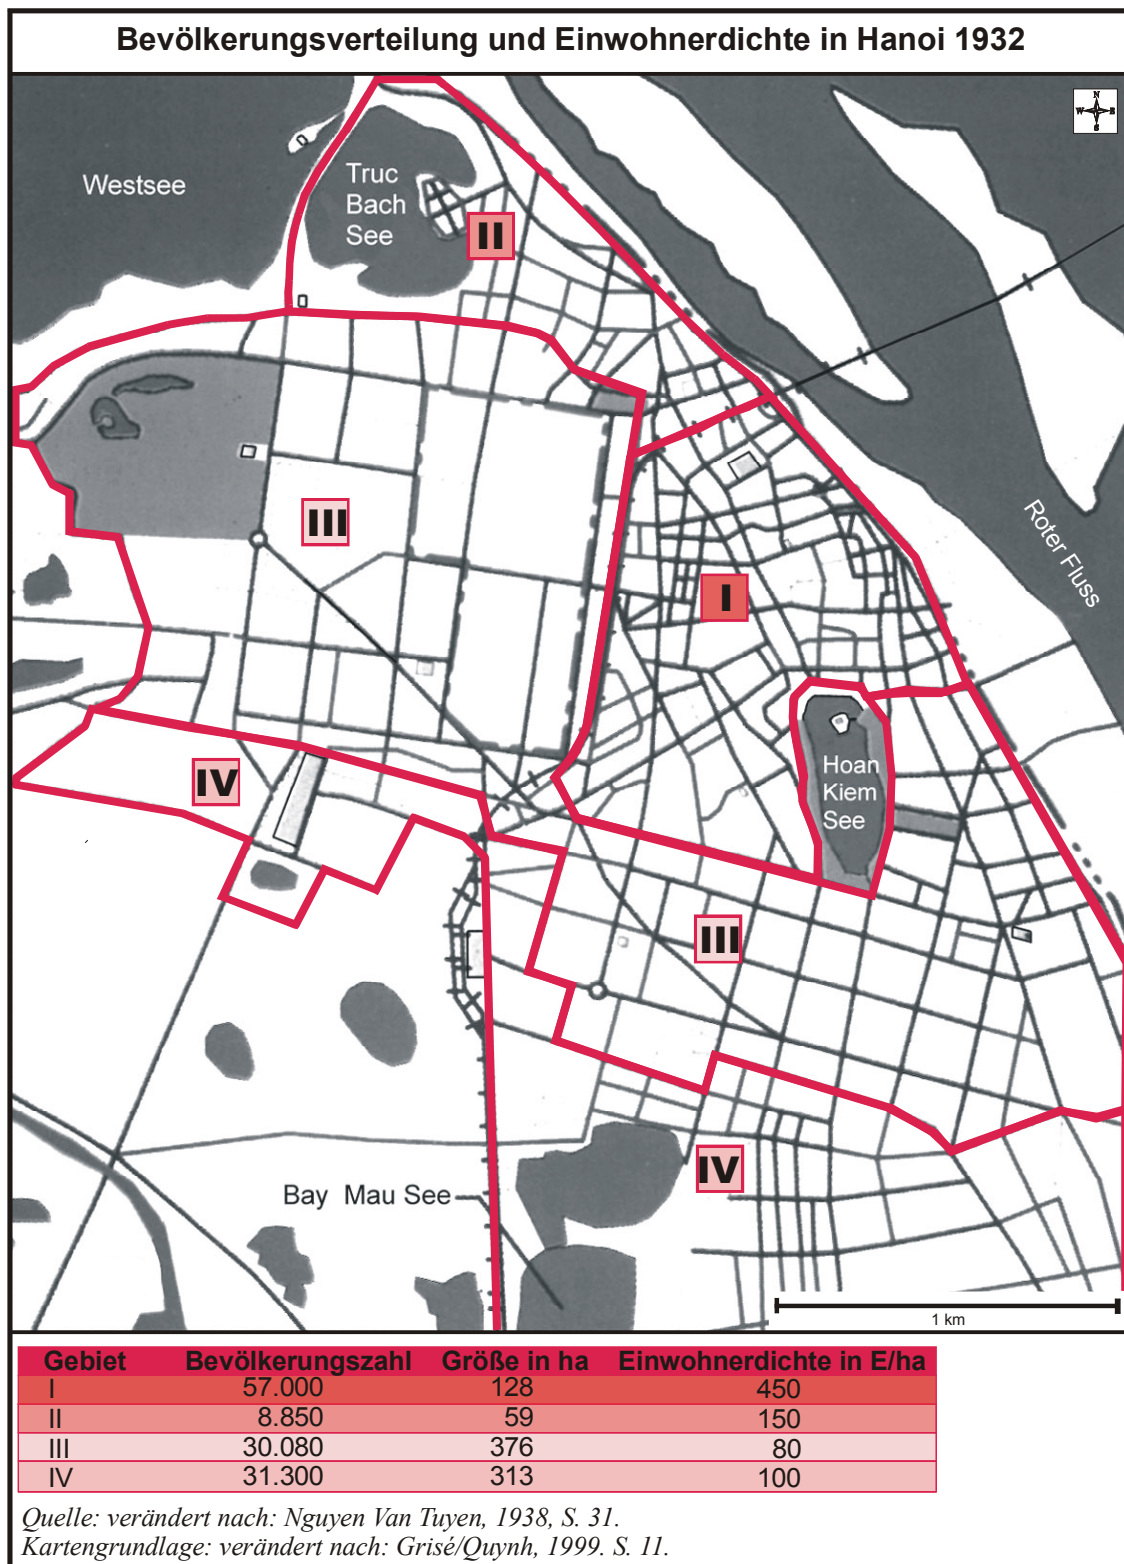 Bevölkerungsverteilung und Einwohnerdichte in Hanoi 1932
N
W E
S
Westsee
Truc
Bach
See
II
III
Roter Fluss
I
Hoan
Kiem
See
IV
III
IV
Bay Mau See
1 km
Gebiet Bevölkerungszahl Größe in ha Einwohnerdichte in E/ha
I 57.000 128 450
II 8.850 59 150
III 30.080 376 80
IV 31.300 313 100
Quelle: verändert nach: Nguyen Van Tuyen, 1938, S. 31.
Kartengrundlage: verändert nach: Grisé/Quynh, 1999. S. 11.